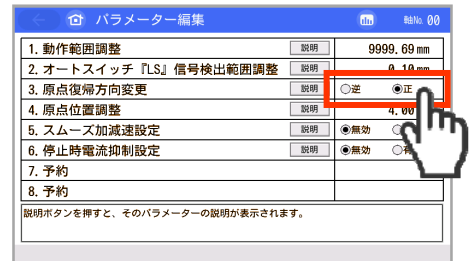 パラメーター編集
軸No. 00
1. 動作範囲調整 説明 9999.69 mm
2. オートスイッチ『LS』信号検出範囲調整 説明 0.10 mm
3. 原点復帰方向変更 説明 ○逆 ●正
4. 原点位置調整 説明 4.00
5. スムーズ加減速設定 説明 ●無効
6. 停止時電流抑制設定 説明 ●無効
7. 予約
8. 予約
説明ボタンを押すと、そのパラメーターの説明が表示されます。